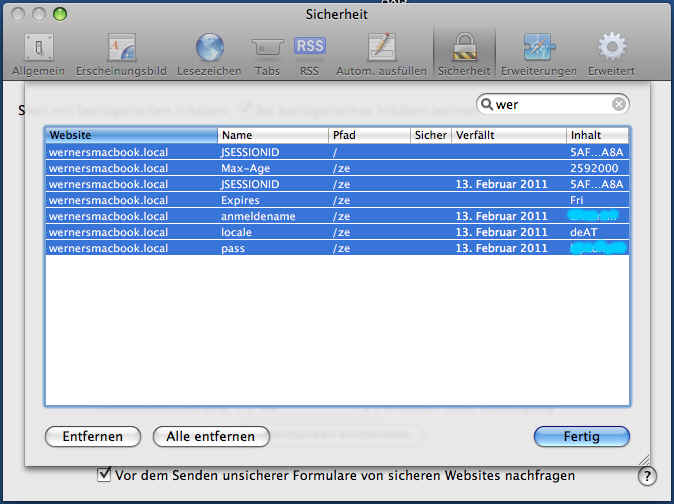 Sicherheit
Allgemein Erscheinungsbild Lesezeichen Tabs RSS Autom. ausfüllen Sicherheit Erweiterungen Erweitert
RSS
wer
Website Name Pfad Sicher Verfällt Inhalt
wernersmacbook.local JSESSIONID / 5AF...A8A
wernersmacbook.local Max-Age /ze 2592000
wernersmacbook.local JSESSIONID /ze 13. Februar 2011 5AF...A8A
wernersmacbook.local Expires /ze Fri
wernersmacbook.local anmeldename /ze 13. Februar 2011
wernersmacbook.local locale /ze 13. Februar 2011 deAT
wernersmacbook.local pass /ze 13. Februar 2011
Entfernen Alle entfernen Fertig
Vor dem Senden unsicherer Formulare von sicheren Websites nachfragen ?